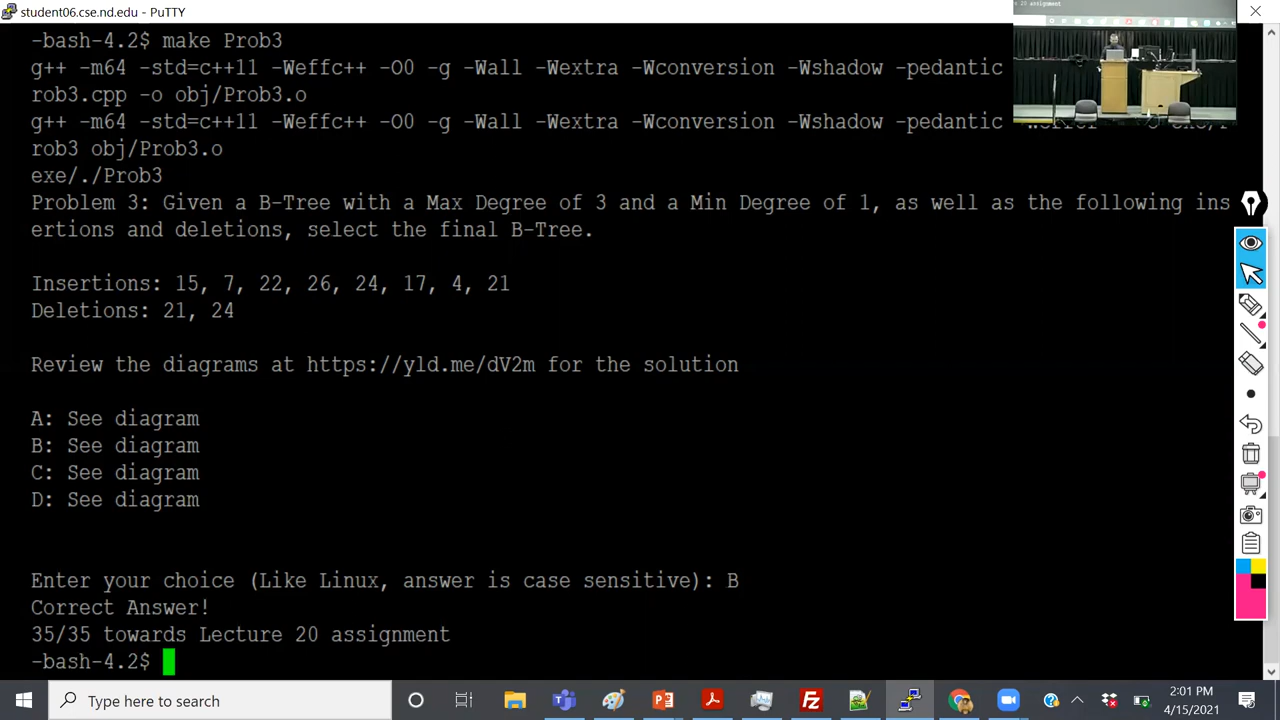 student06.cse.nd.edu - PuTTY
20 assignment
-bash-4.2$ make Prob3
g++ -m64 -std=c++11 -Weffc++ -O0 -g -Wall -Wextra -Wconversion -Wshadow -pedantic
rob3.cpp -o obj/Prob3.o
g++ -m64 -std=c++11 -Weffc++ -O0 -g -Wall -Wextra -Wconversion -Wshadow -pedantic
rob3 obj/Prob3.o
exe/./Prob3
Problem 3: Given a B-Tree with a Max Degree of 3 and a Min Degree of 1, as well as the following ins
ertions and deletions, select the final B-Tree.
Insertions: 15, 7, 22, 26, 24, 17, 4, 21
Deletions: 21, 24
Review the diagrams at https://yld.me/dV2m for the solution
A: See diagram
B: See diagram
C: See diagram
D: See diagram
Enter your choice (Like Linux, answer is case sensitive): B
Correct Answer!
35/35 towards Lecture 20 assignment
-bash-4.2$
Type here to search
2:01 PM
4/15/2021